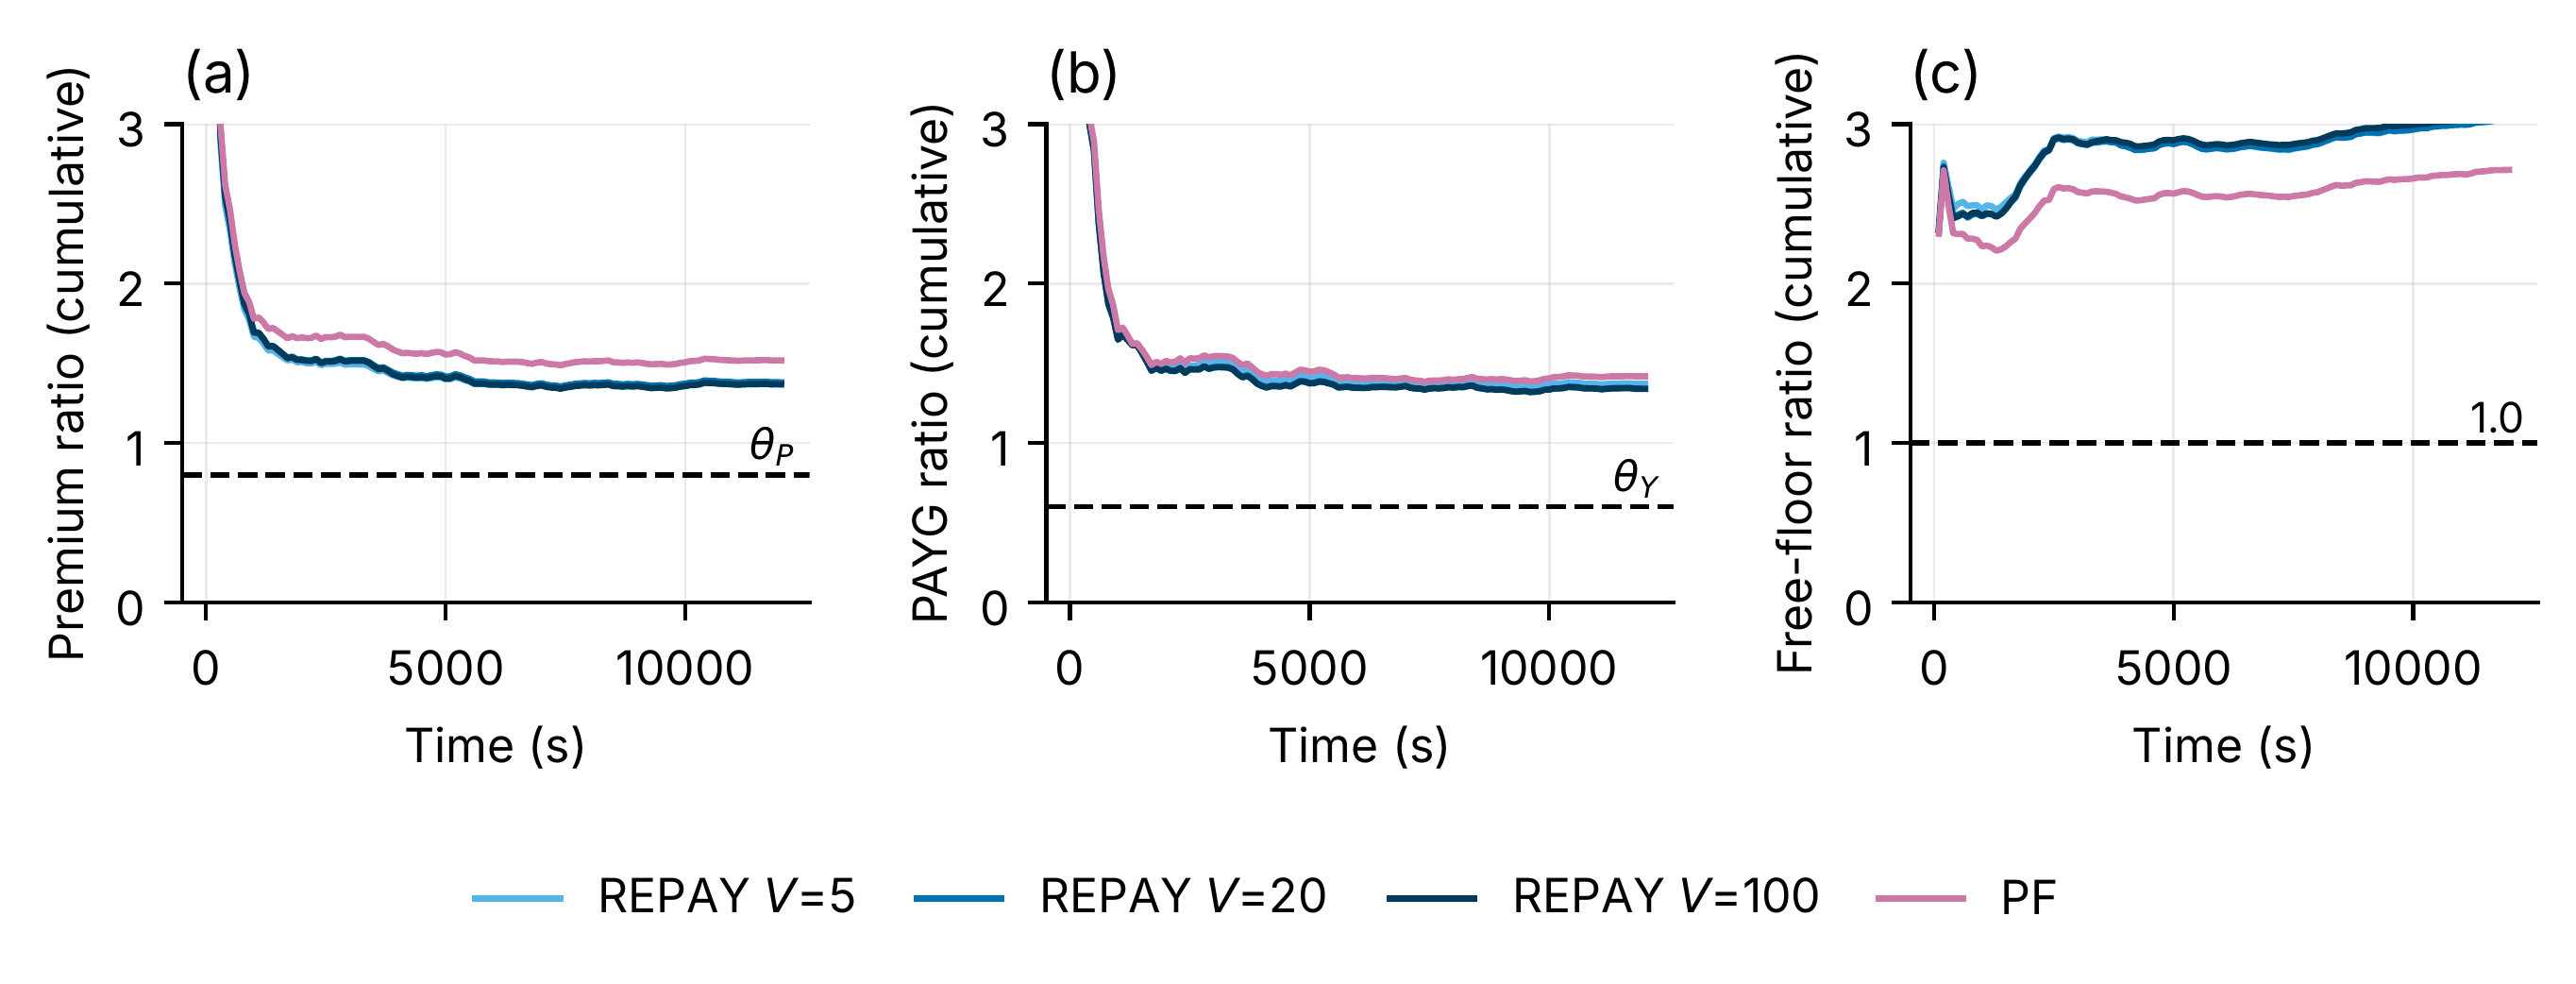 (a)
Premium ratio (cumulative)
3
2
1
0
θP
0 5000 10000
Time (s)
(b)
PAYG ratio (cumulative)
3
2
1
0
θY
0 5000 10000
Time (s)
(c)
Free-floor ratio (cumulative)
3
2
1
0
1.0
0 5000 10000
Time (s)
REPAY V=5 REPAY V=20 REPAY V=100 PF